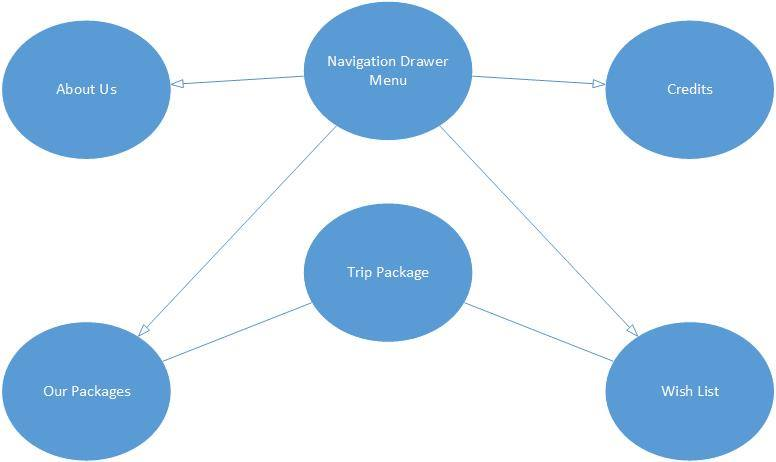 Navigation Drawer
Menu
About Us
Credits
Trip Package
Our Packages
Wish List